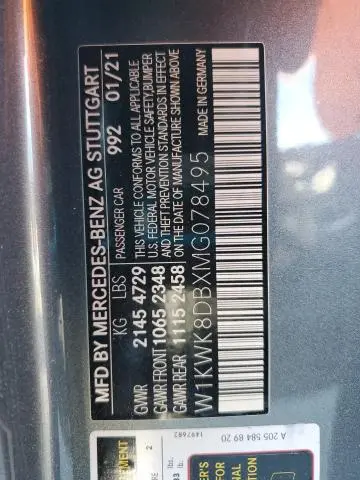 MFD BY MERCEDES-BENZ AG STUTTGART
PASSENGER CAR 992 01/21
KG LBS
GVWR 2145 4729
GAWR FRONT 1065 2348
GAWR REAR 1115 2458
THIS VEHICLE CONFORMS TO ALL APPLICABLE
U.S. FEDERAL MOTOR VEHICLE SAFETY, BUMPER
AND THEFT PREVENTION STANDARDS IN EFFECT
ON THE DATE OF MANUFACTURE SHOWN ABOVE
MADE IN GERMANY
W1KWK8DBXMG078495
1497682
A 205 584 89 20